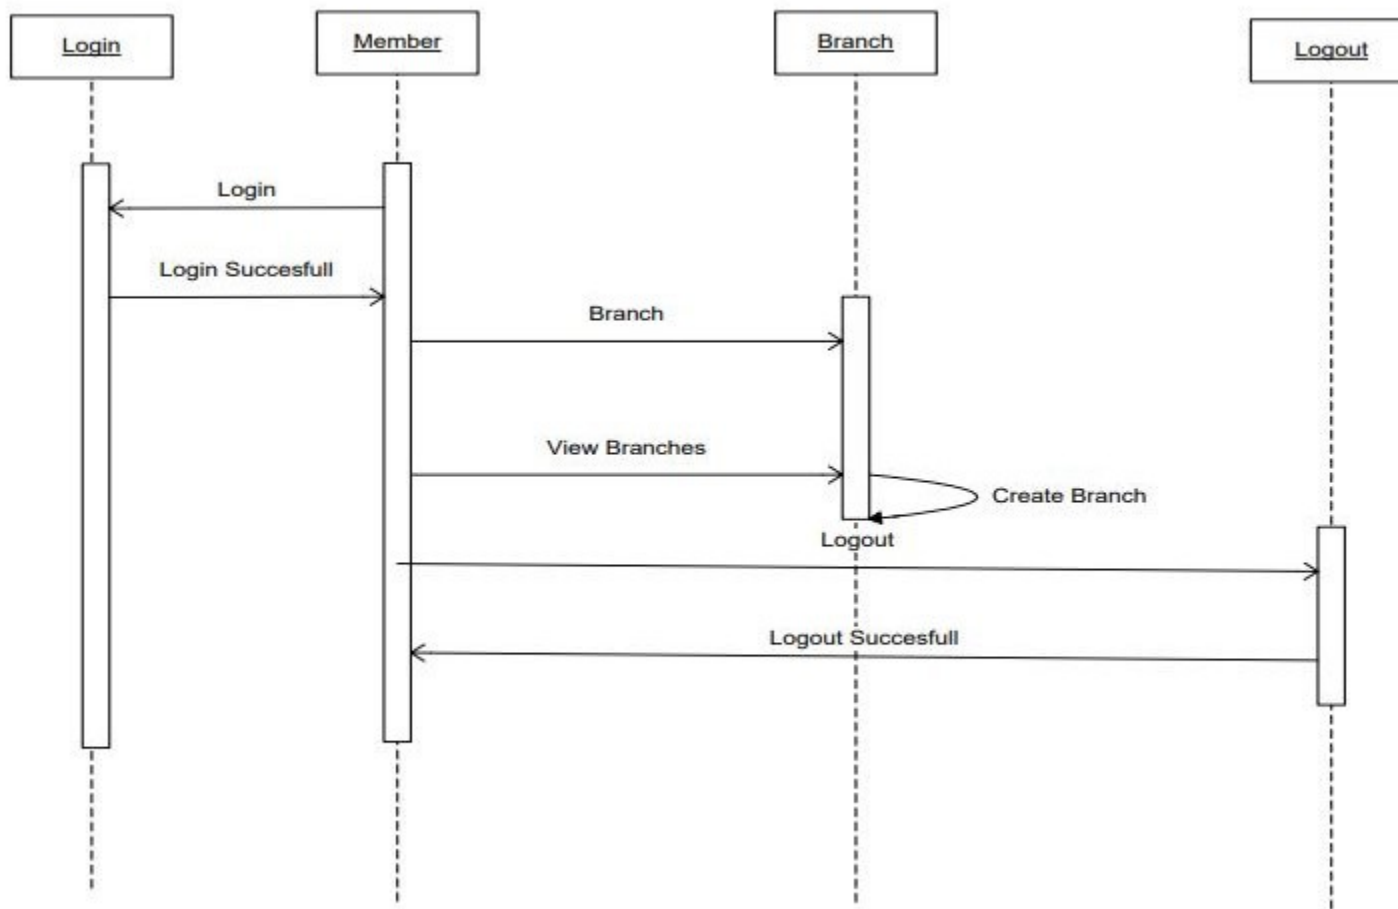 Login
Member
Branch
Logout
Login
Login Succesfull
Branch
View Branches
Create Branch
Logout
Logout Succesfull